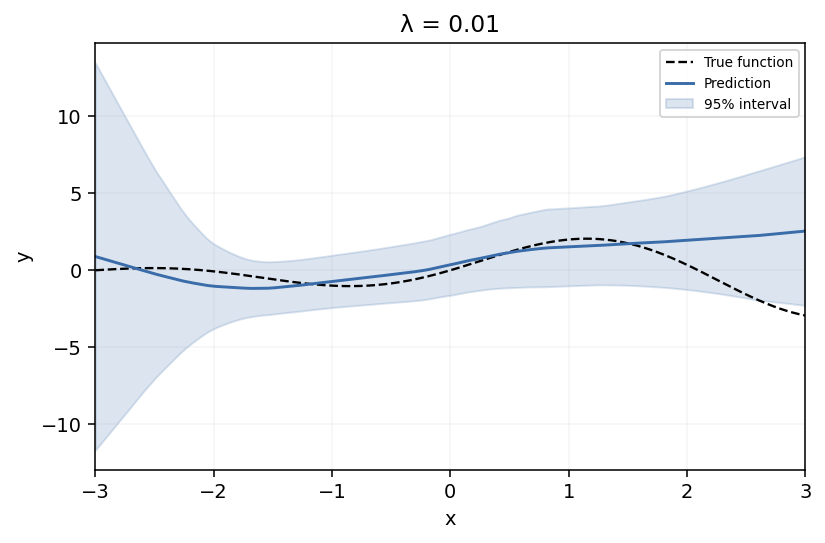 λ = 0.01
True function
Prediction
95% interval
y
10
5
0
−5
−10
−3
−2
−1
0
1
2
3
x